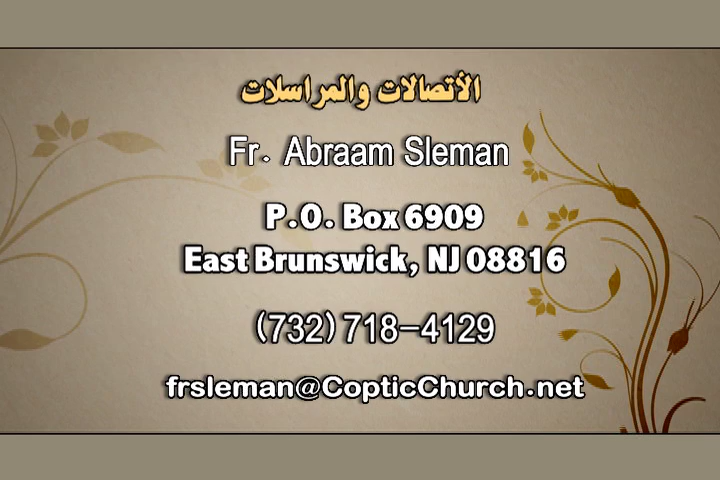 الأتصالات والمراسلات
Fr. Abraam Sleman
P.O. Box 6909
East Brunswick, NJ 08816
(732) 718-4129
frsleman@CopticChurch.net